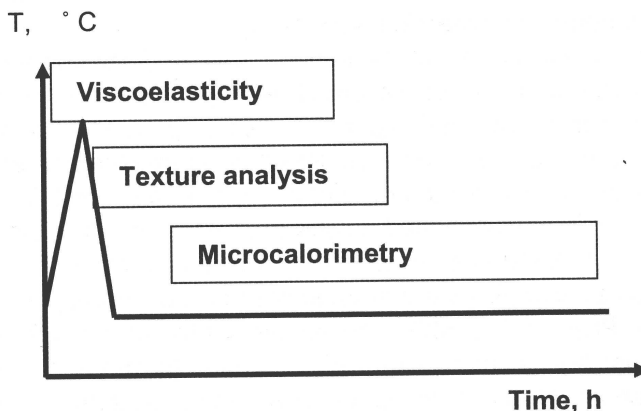 T, °C
Viscoelasticity
Texture analysis
Microcalorimetry
Time, h